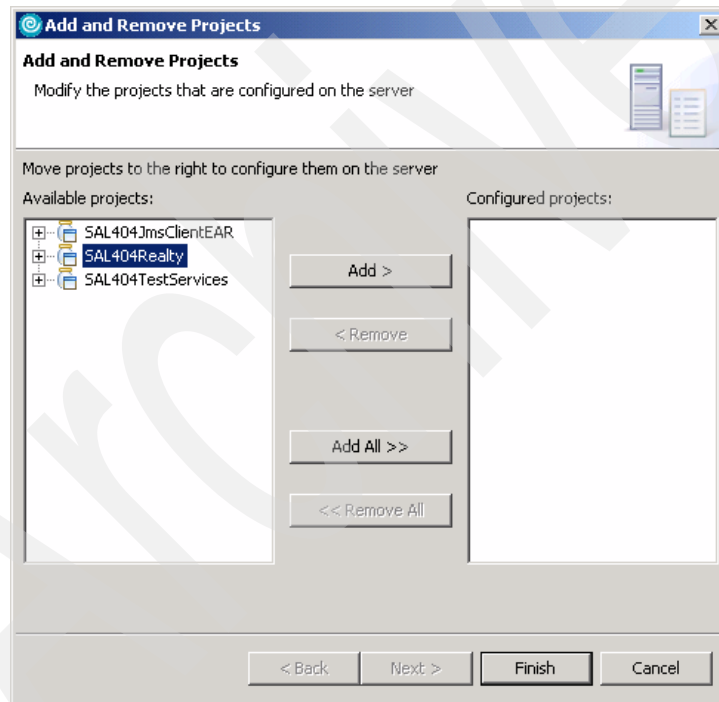 Add and Remove Projects
Add and Remove Projects
Modify the projects that are configured on the server
Move projects to the right to configure them on the server
Available projects:
Configured projects:
SAL404JmsClientEAR
SAL404Realty
SAL404TestServices
Add >
< Remove
Add All >>
<< Remove All
< Back
Next >
Finish
Cancel